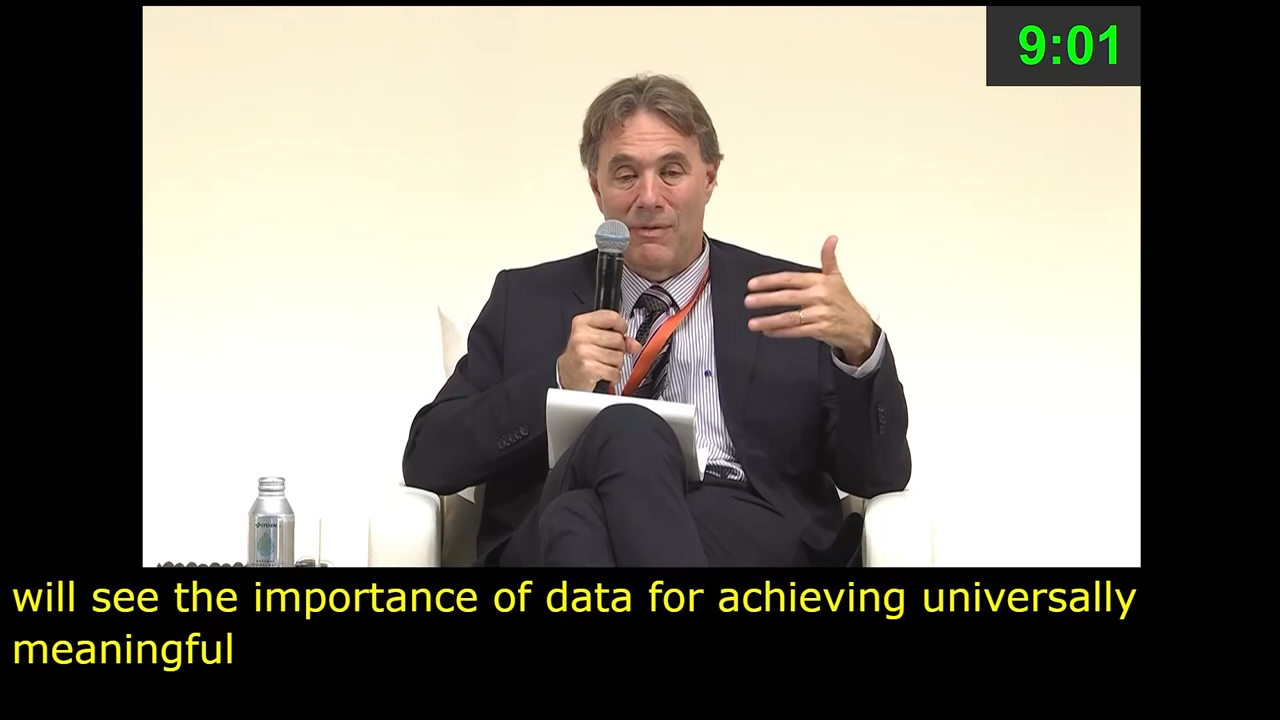 9:01
will see the importance of data for achieving universally
meaningful